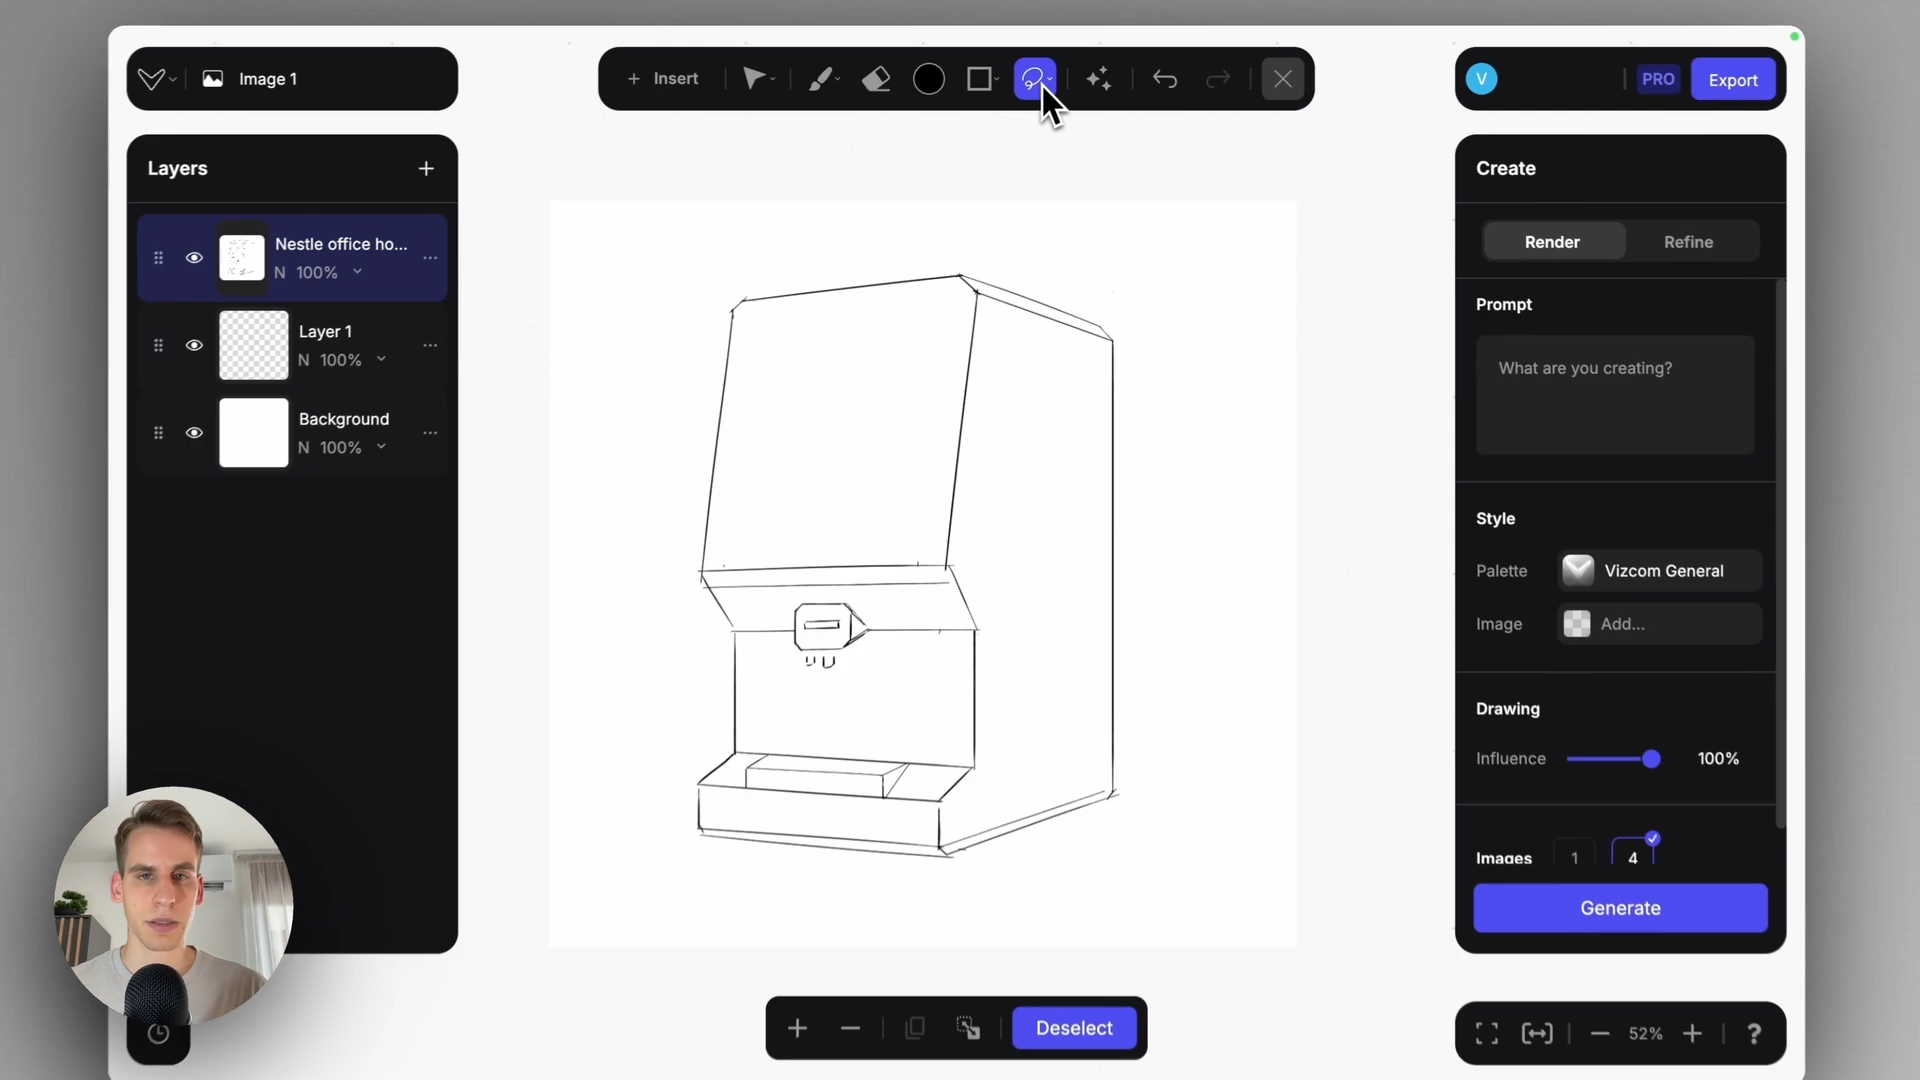 Image 1
Insert
V
PRO
Export
Layers
Nestle office ho...
N 100%
Layer 1
N 100%
Background
N 100%
Create
Render
Refine
Prompt
What are you creating?
Style
Palette
Vizcom General
Image
Add...
Drawing
Influence
100%
Images
1
4
Generate
Deselect
52%
?